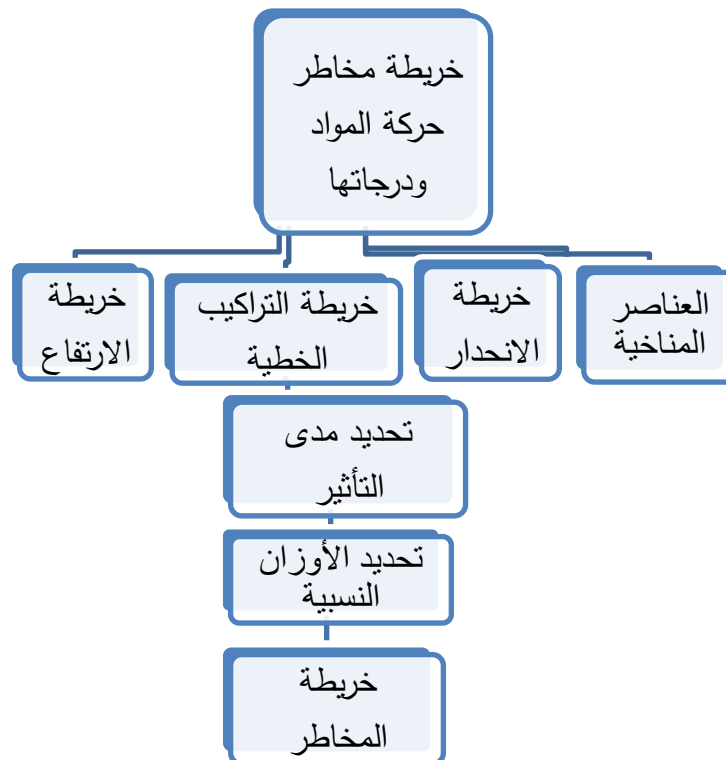 خريطة مخاطر
حركة المواد
ودرجاتها
العناصر
المناخية
خريطة
الانحدار
خريطة التراكيب
الخطية
خريطة
الارتفاع
تحديد مدى
التأثير
تحديد الأوزان
النسبية
خريطة
المخاطر